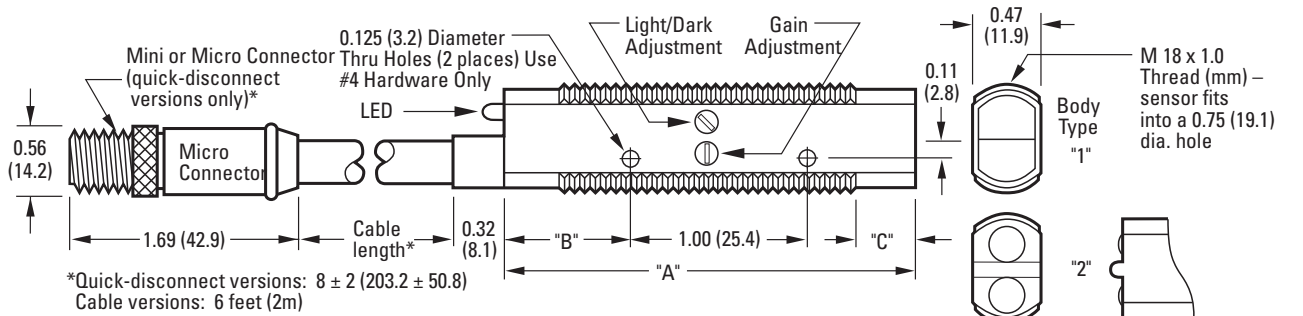 Mini or Micro Connector
(quick-disconnect
versions only)*
0.125 (3.2) Diameter
Thru Holes (2 places) Use
#4 Hardware Only
LED
Light/Dark
Adjustment
Gain
Adjustment
0.47
(11.9)
M 18 x 1.0
Thread (mm) –
sensor fits
into a 0.75 (19.1)
dia. hole
0.11
(2.8)
Body
Type
"1"
0.56
(14.2)
Micro
Connector
1.69 (42.9)
Cable
length*
0.32
(8.1)
"B"
1.00 (25.4)
"C"
"A"
"2"
*Quick-disconnect versions: 8 ± 2 (203.2 ± 50.8)
Cable versions: 6 feet (2m)